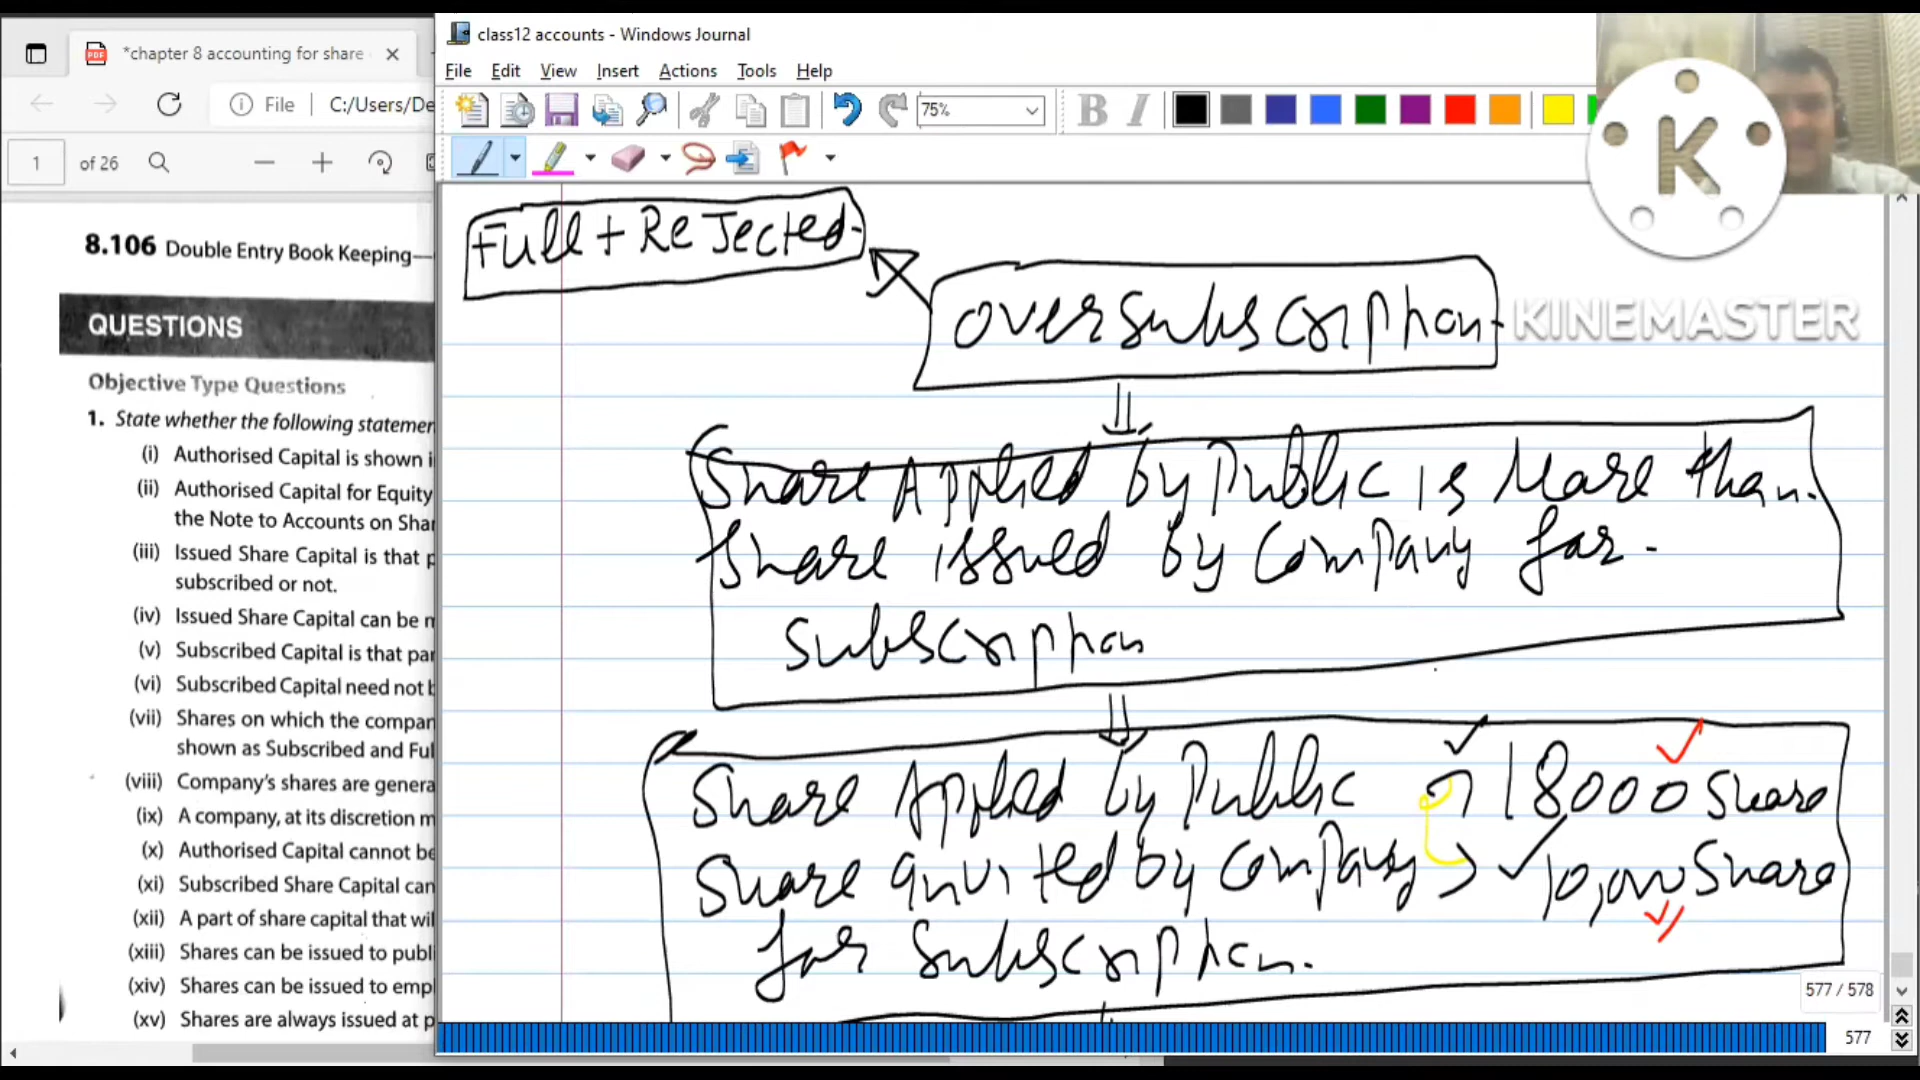 class12 accounts - Windows Journal
*chapter 8 accounting for share
File Edit View Insert Actions Tools Help
File C:/Users/De
75%
B I
1 of 26
K
KINEMASTER
8.106 Double Entry Book Keeping—
QUESTIONS
Objective Type Questions
1. State whether the following statemer
(i) Authorised Capital is shown i
(ii) Authorised Capital for Equity
the Note to Accounts on Shar
(iii) Issued Share Capital is that p
subscribed or not.
(iv) Issued Share Capital can be
(v) Subscribed Capital is that par
(vi) Subscribed Capital need not b
(vii) Shares on which the compan
shown as Subscribed and Ful
(viii) Company's shares are genera
(ix) A company, at its discretion m
(x) Authorised Capital cannot be
(xi) Subscribed Share Capital can
(xii) A part of share capital that wil
(xiii) Shares can be issued to publi
(xiv) Shares can be issued to empl
(xv) Shares are always issued at p
Full + Rejected
oversubscription
Share Applied by Public is More than
share issued by Company for
subscription
Share Applied by Public 18000 Share
Share invited by Company 10,000 Share
for subscription.
577 / 578
577